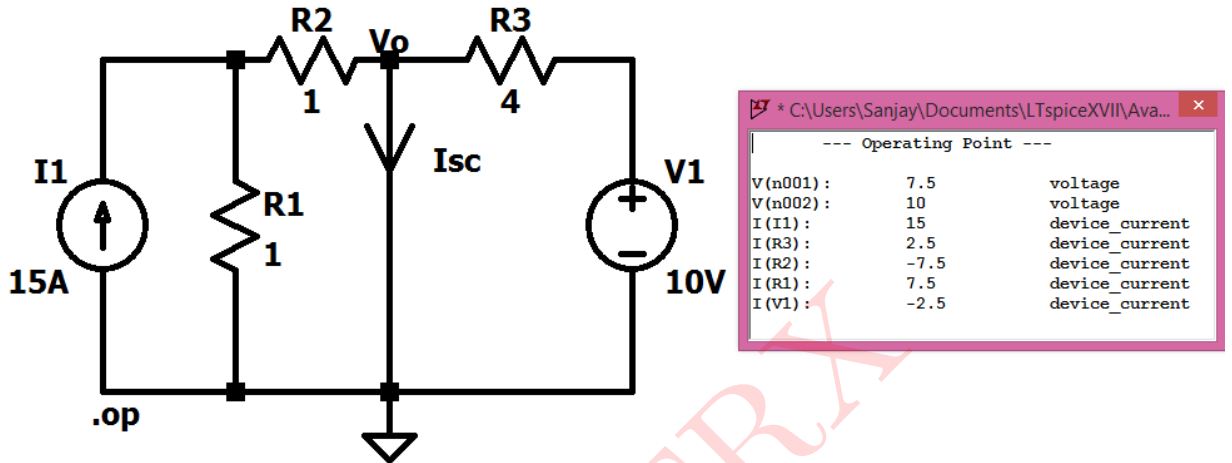 R2
Vo
R3
1
4
I1
R1
Isc
V1
1
15A
10V
.op
* C:\Users\Sanjay\Documents\LTspiceXVII\Ava...
--- Operating Point ---
V(n001): 7.5 voltage
V(n002): 10 voltage
I(I1): 15 device_current
I(R3): 2.5 device_current
I(R2): -7.5 device_current
I(R1): 7.5 device_current
I(V1): -2.5 device_current